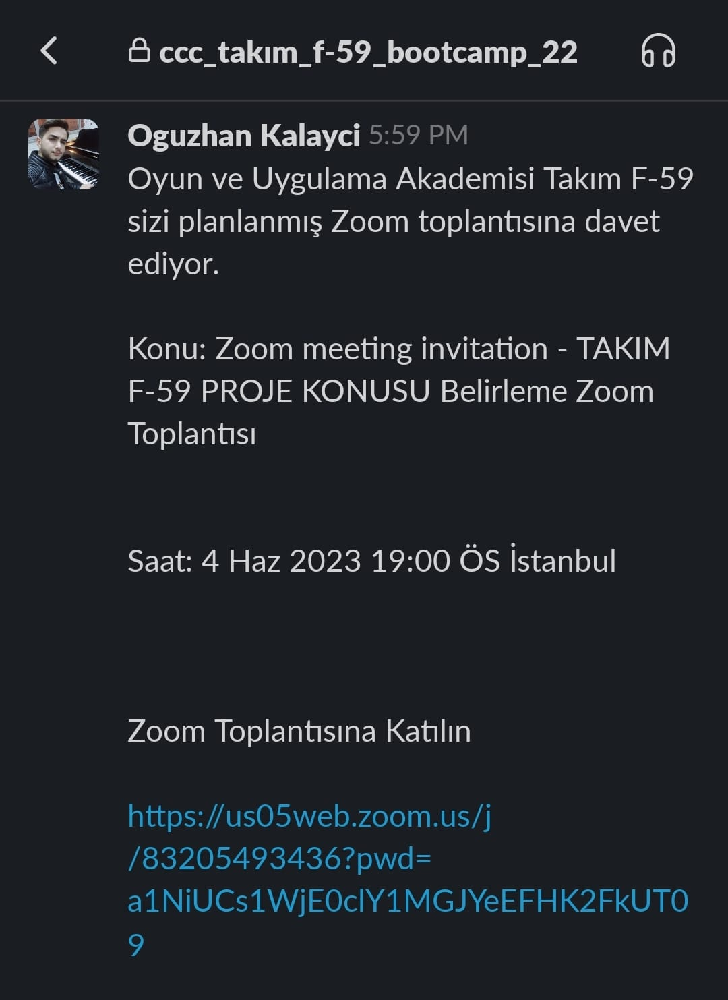 ccc_takım_f-59_bootcamp_22
Oguzhan Kalayci 5:59 PM
Oyun ve Uygulama Akademisi Takım F-59
sizi planlanmış Zoom toplantısına davet
ediyor.
Konu: Zoom meeting invitation - TAKIM
F-59 PROJE KONUSU Belirleme Zoom
Toplantısı
Saat: 4 Haz 2023 19:00 ÖS İstanbul
Zoom Toplantısına Katılın
https://us05web.zoom.us/j
/83205493436?pwd=
a1NiUCs1WjE0clY1MGJYeEFHK2FkUT0
9